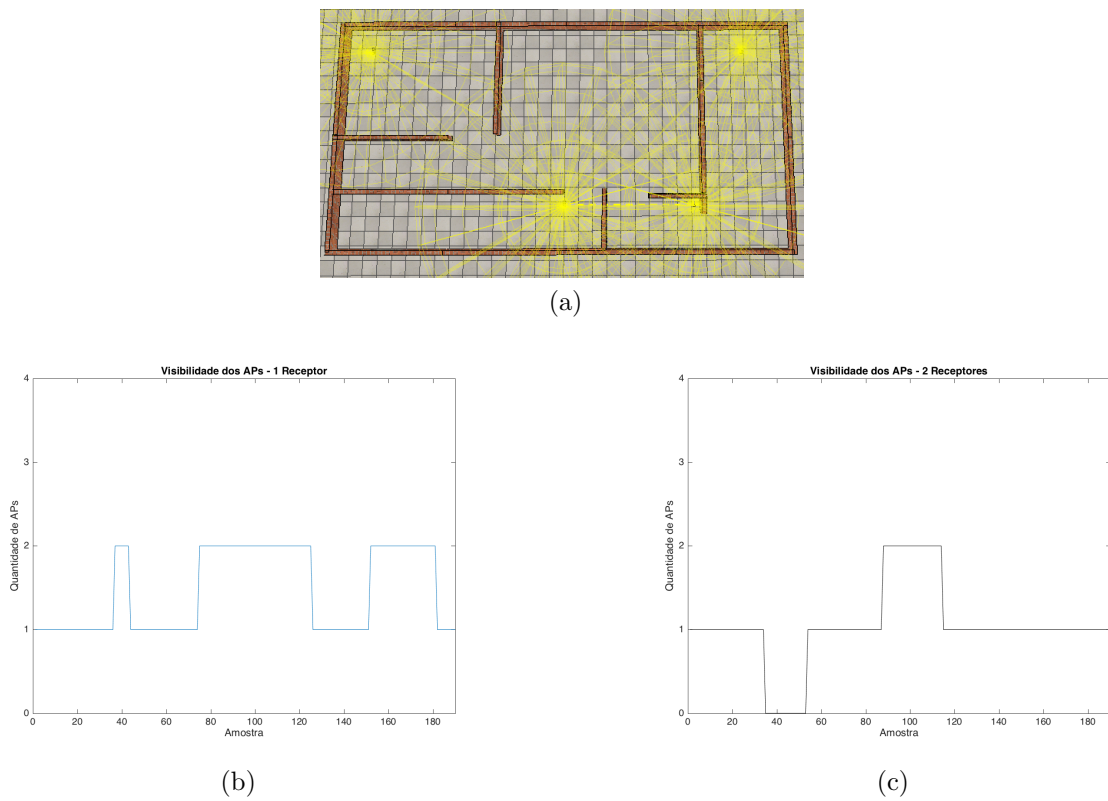 (a)
Visibilidade dos APs - 1 Receptor
4
3
2
1
0
Quantidade de APs
0 20 40 60 80 100 120 140 160 180
Amostra
(b)
Visibilidade dos APs - 2 Receptores
4
3
2
1
0
Quantidade de APs
0 20 40 60 80 100 120 140 160 180
Amostra
(c)